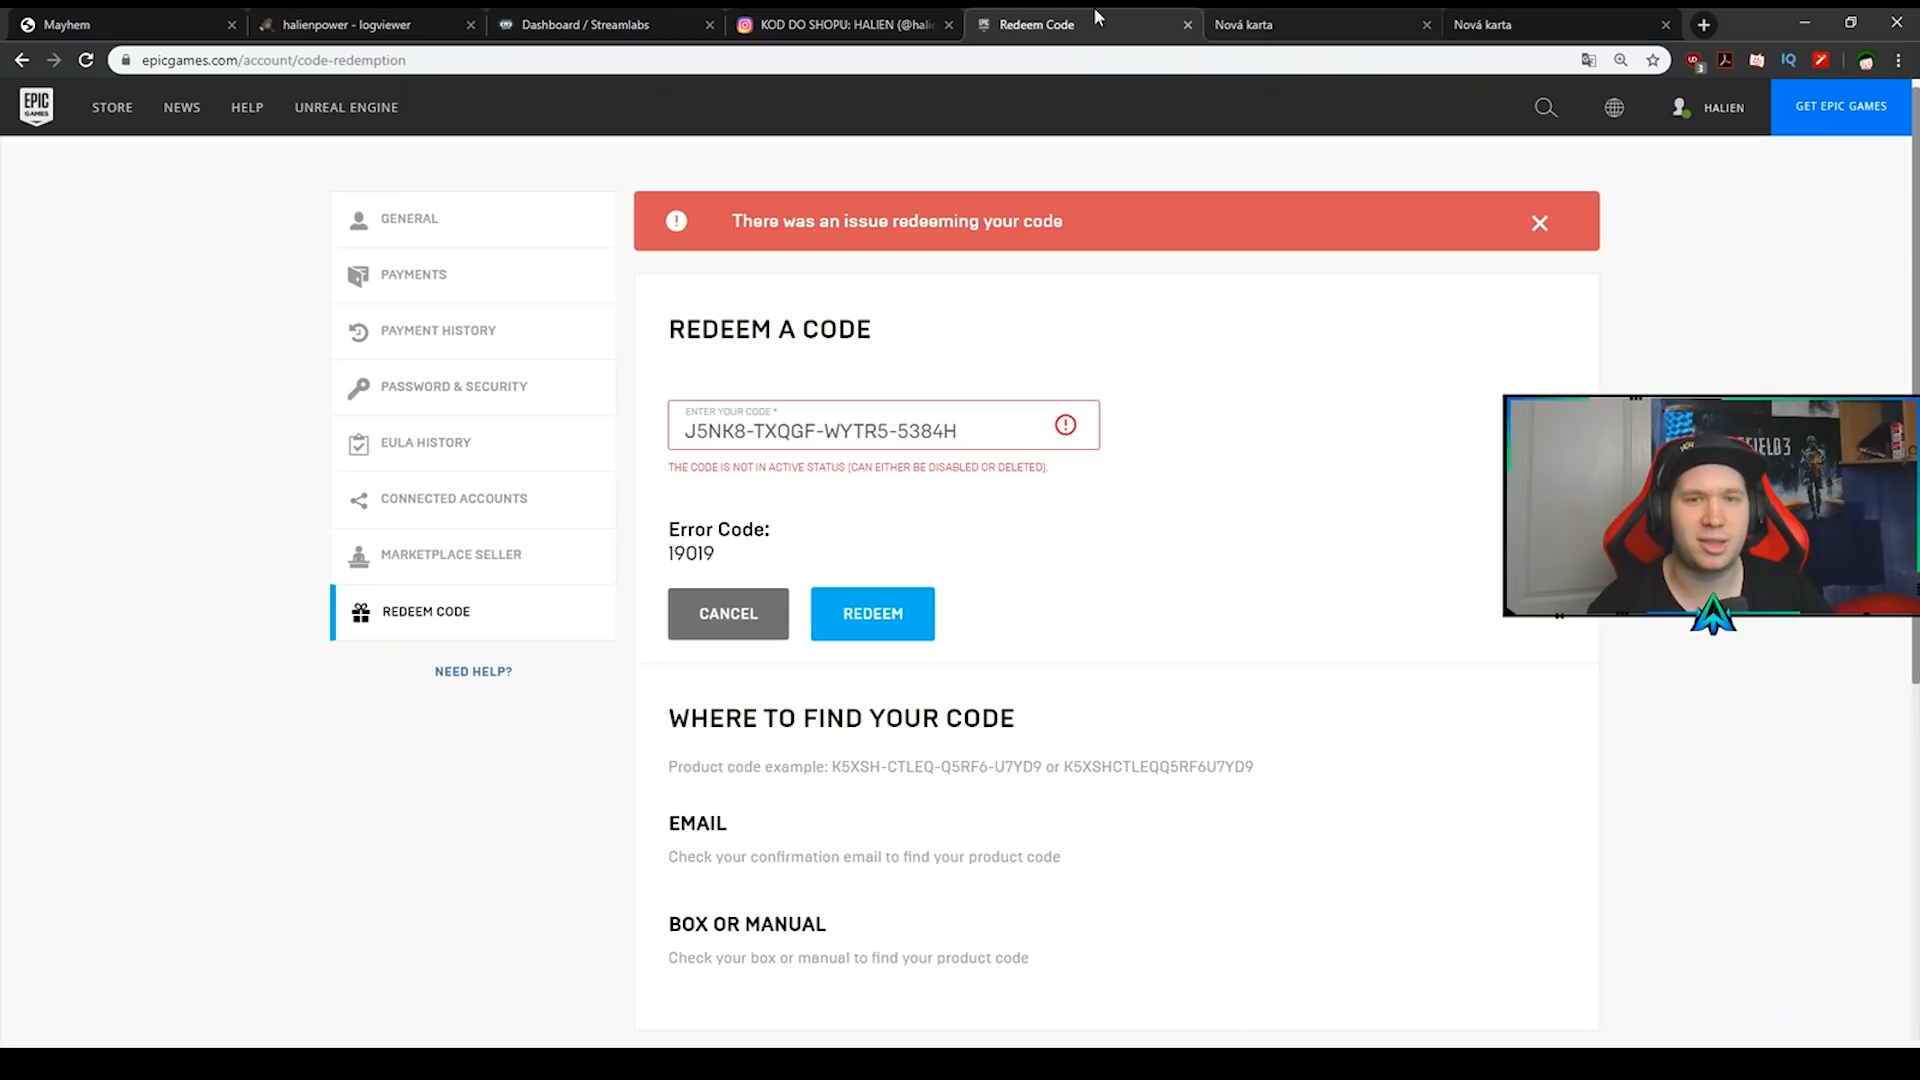 Mayhem
halienpower - logviewer
Dashboard / Streamlabs
KOD DO SHOPU: HALIEN (@hali
Redeem Code
Nová karta
Nová karta
epicgames.com/account/code-redemption
3
IQ
EPIC
GAMES
STORE
NEWS
HELP
UNREAL ENGINE
HALIEN
GET EPIC GAMES
GENERAL
PAYMENTS
PAYMENT HISTORY
PASSWORD & SECURITY
EULA HISTORY
CONNECTED ACCOUNTS
MARKETPLACE SELLER
REDEEM CODE
NEED HELP?
There was an issue redeeming your code
REDEEM A CODE
ENTER YOUR CODE *
J5NK8-TXQGF-WYTR5-5384H
THE CODE IS NOT IN ACTIVE STATUS (CAN EITHER BE DISABLED OR DELETED).
Error Code:
19019
CANCEL
REDEEM
WHERE TO FIND YOUR CODE
Product code example: K5XSH-CTLEQ-Q5RF6-U7YD9 or K5XSHCTLEQQ5RF6U7YD9
EMAIL
Check your confirmation email to find your product code
BOX OR MANUAL
Check your box or manual to find your product code